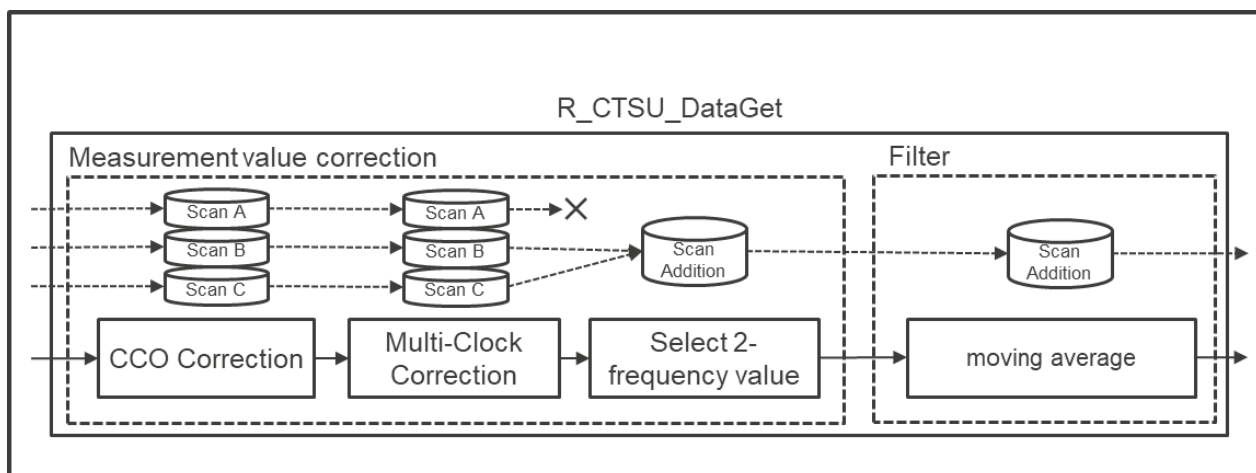 R_CTSU_DataGet
Measurement value correction
Filter
Scan A
Scan A
Scan B
Scan B
Scan C
Scan C
Scan
Addition
Scan
Addition
CCO Correction
Multi-Clock
Correction
Select 2-
frequency value
moving average